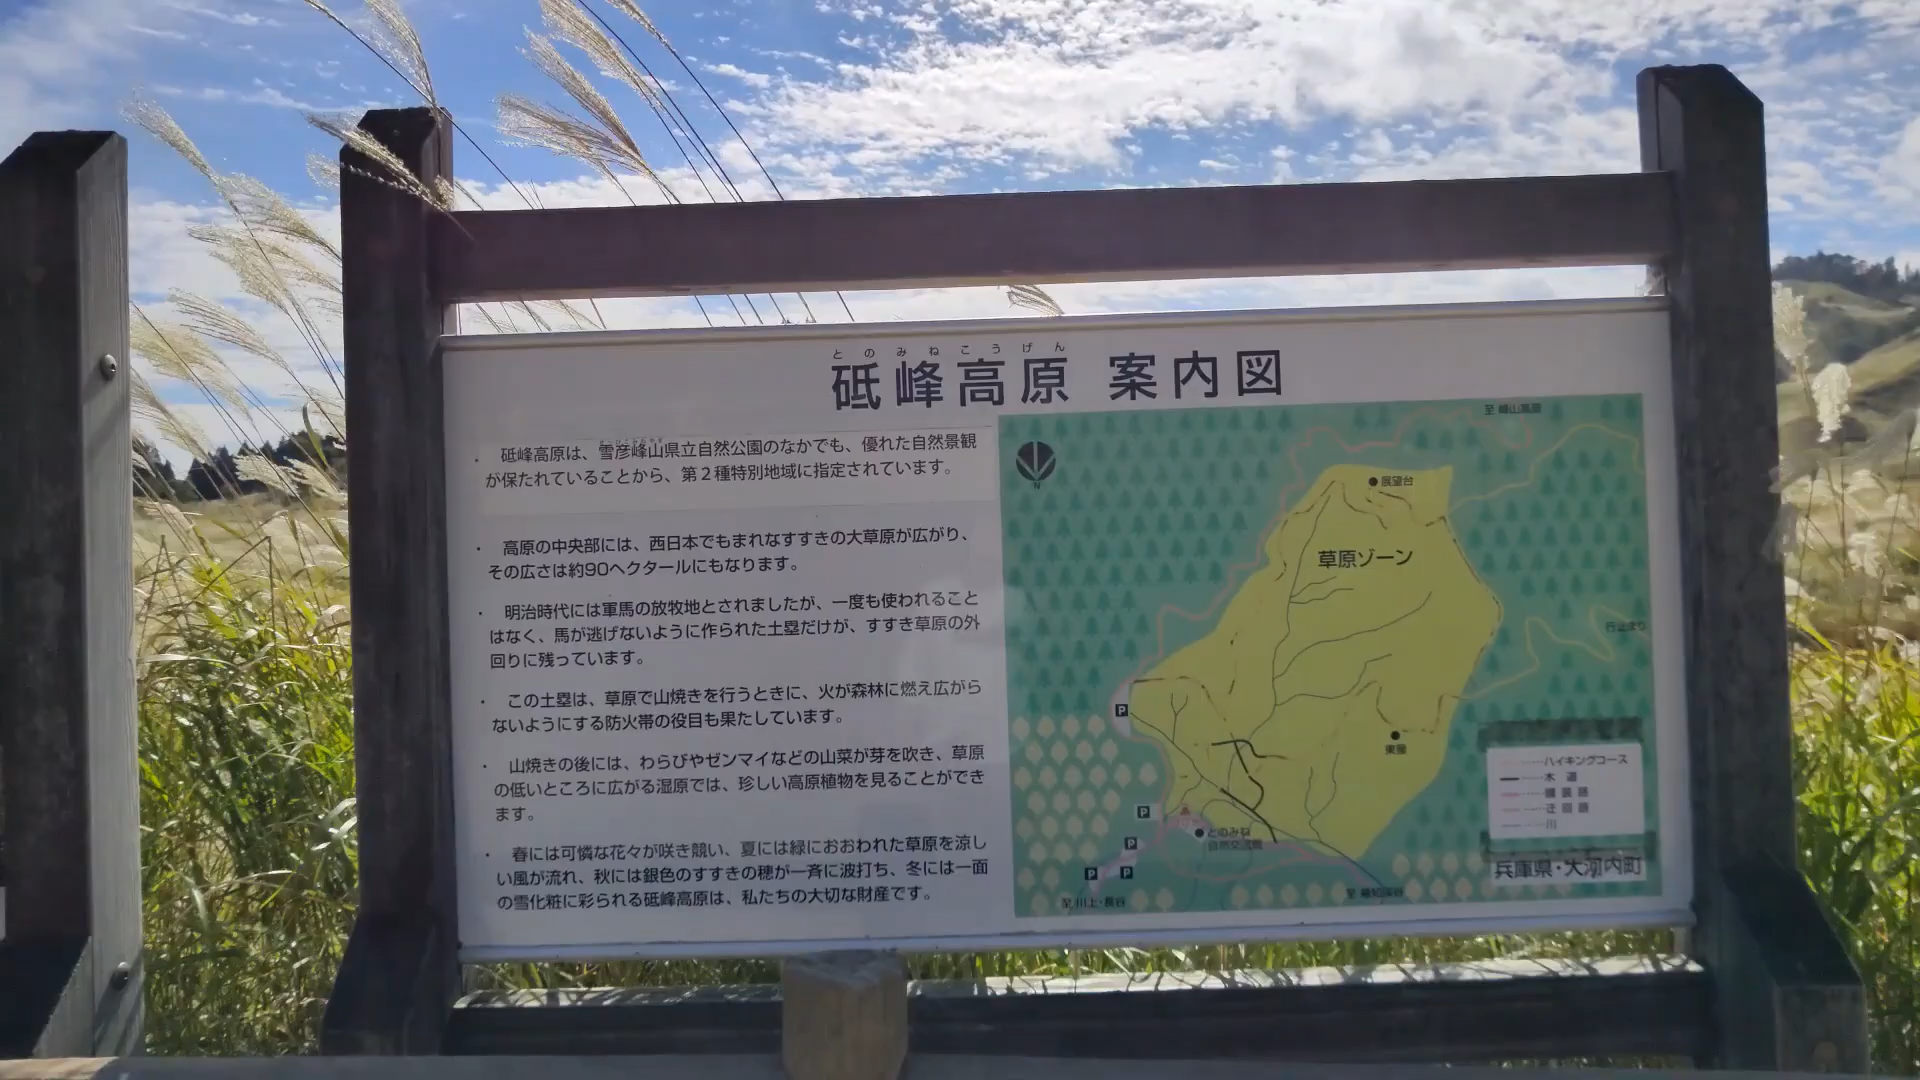 とのみねこうげん
砥峰高原 案内図
・ 砥峰高原は、雪彦峰山県立自然公園のなかでも、優れた自然景観
が保たれていることから、第２種特別地域に指定されています。
・ 高原の中央部には、西日本でもまれなすすきの大草原が広がり、
その広さは約90ヘクタールにもなります。
・ 明治時代には軍馬の放牧地とされましたが、一度も使われること
はなく、馬が逃げないように作られた土塁だけが、すすき草原の外
回りに残っています。
・ この土塁は、草原で山焼きを行うときに、火が森林に燃え広がら
ないようにする防火帯の役目も果たしています。
・ 山焼きの後には、わらびやゼンマイなどの山菜が芽を吹き、草原
の低いところに広がる湿原では、珍しい高原植物を見ることができ
ます。
・ 春には可憐な花々が咲き競い、夏には緑におおわれた草原を涼し
い風が流れ、秋には銀色のすすきの穂が一斉に波打ち、冬には一面
の雪化粧に彩られる砥峰高原は、私たちの大切な財産です。
至 峰山高原
N
展望台
草原ゾーン
行止まり
P
東屋
ハイキングコース
木 道
川
P
とのみね
自然交流館
P
P
P
至 川上・長谷
兵庫県・大河内町